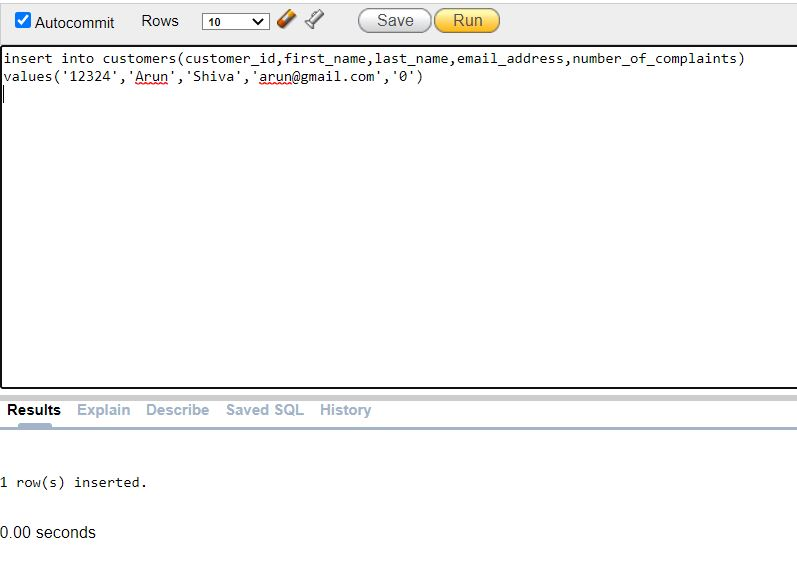 Autocommit Rows 10 Save Run
insert into customers(customer_id,first_name,last_name,email_address,number_of_complaints)
values('12324','Arun','Shiva','arun@gmail.com','0')
Results Explain Describe Saved SQL History
1 row(s) inserted.
0.00 seconds